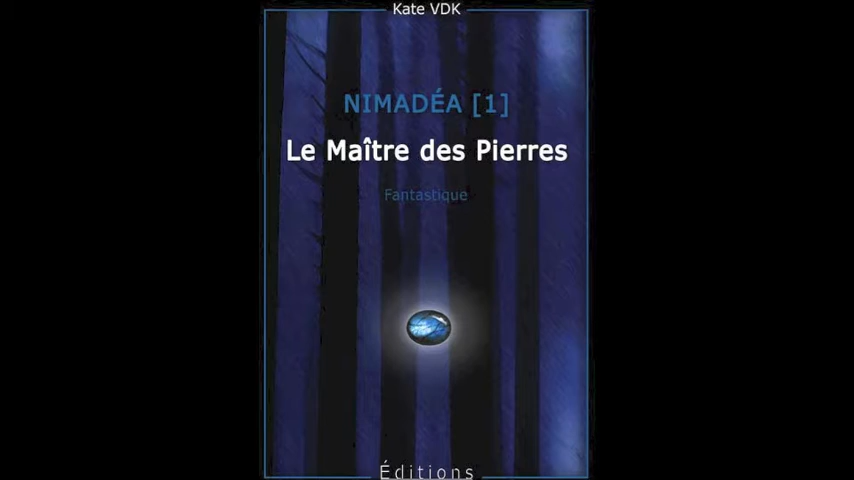 Kate VDK
NIMADÉA [1]
Le Maître des Pierres
Fantastique
Éditions